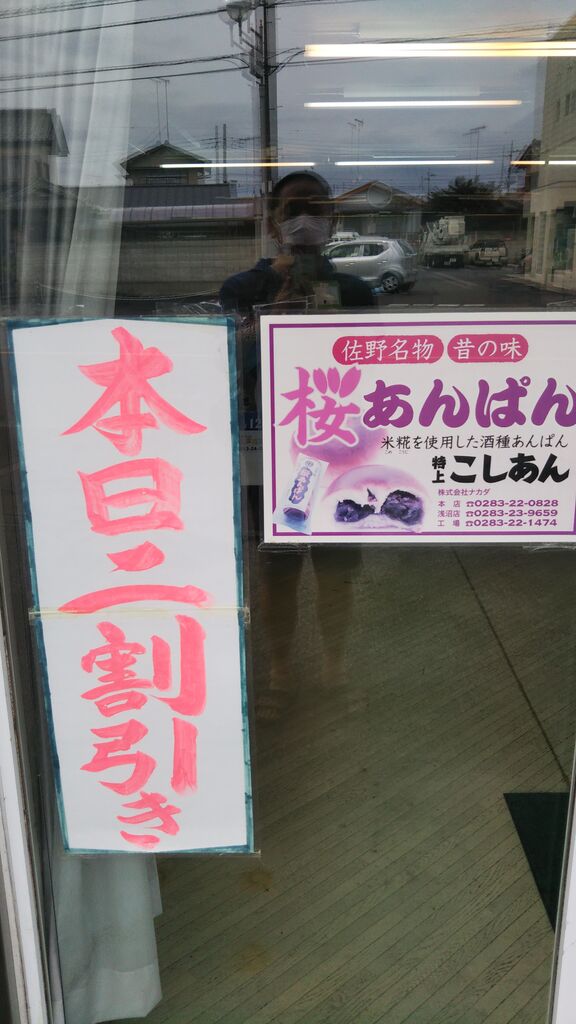 本日二割引き
佐野名物 昔の味
桜あんぱん
米糀を使用した酒種あんぱん
特上 こしあん
株式会社ナカダ
本店 ☎0283-22-0828
浅沼店 ☎0283-23-9659
工場 ☎0283-22-1474